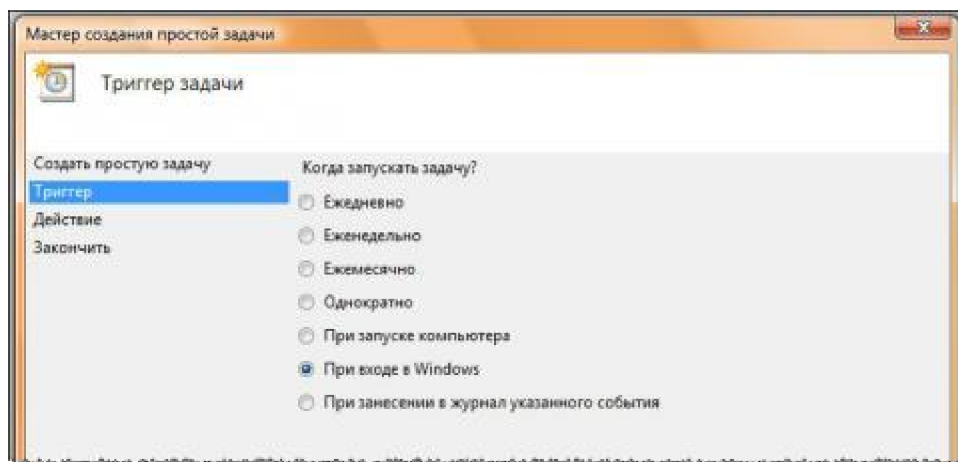 Мастер создания простой задачи
Триггер задачи
Создать простую задачу
Триггер
Действие
Закончить
Когда запускать задачу?
Ежедневно
Еженедельно
Ежемесячно
Однократно
При запуске компьютера
При входе в Windows
При занесении в журнал указанного события